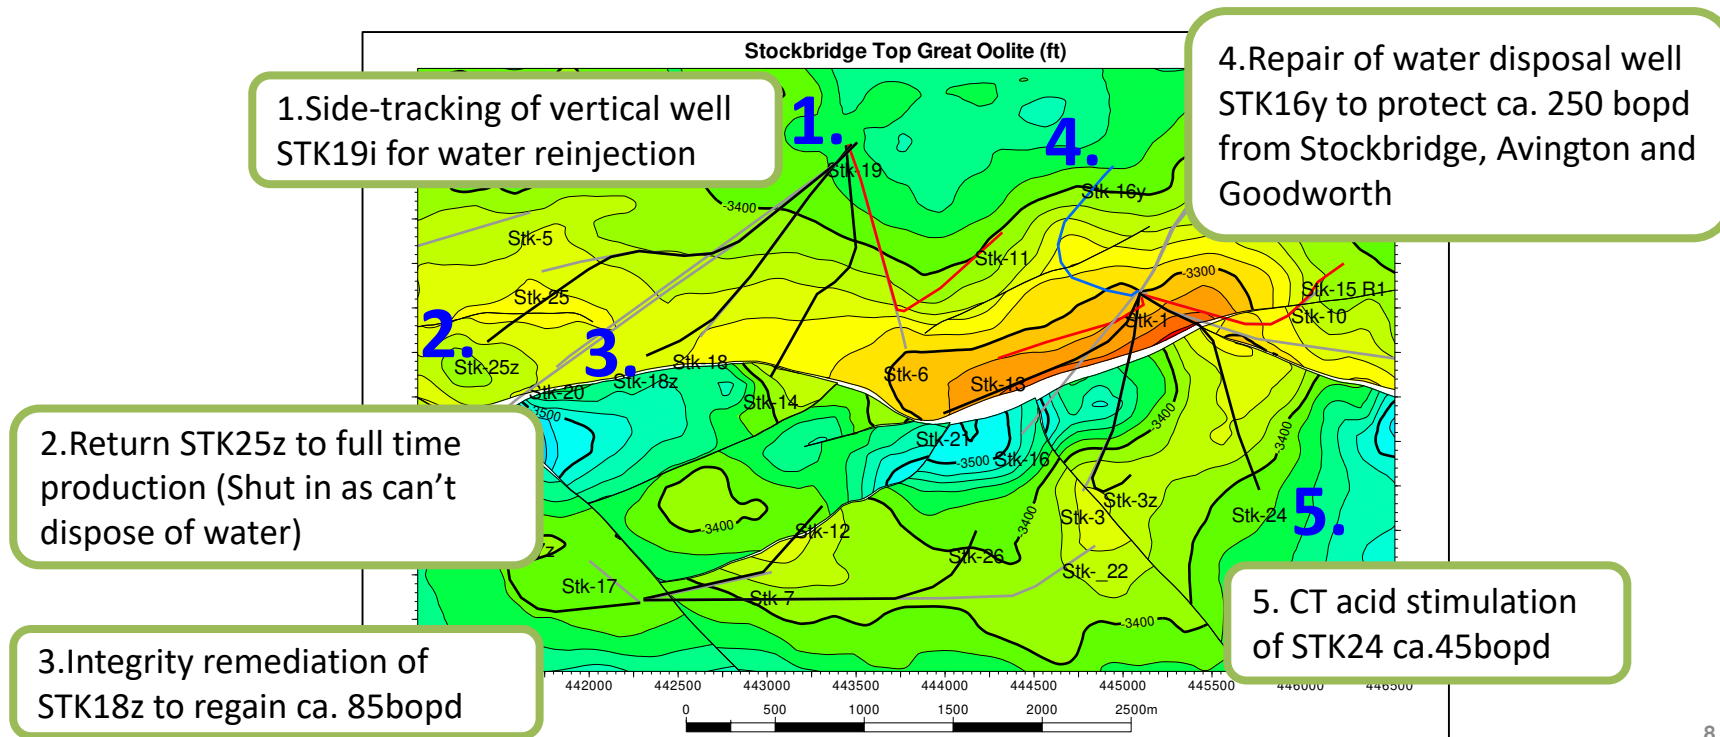 Stockbridge Top Great Oolite (ft)
1.Side-tracking of vertical well
STK19i for water reinjection
4.Repair of water disposal well
STK16y to protect ca. 250 bopd
from Stockbridge, Avington and
Goodworth
1.
4.
Stk-19
Stk-16y
-3400
Stk-5
Stk-11
-3300
Stk-25
Stk-15 R1
Stk-10
Stk-1
2.
3.
Stk-25z
Stk-18
Stk-6
Stk-18z
Stk-13
Stk-20
Stk-14
-3500
-3400
Stk-21
-3400
-3500
Stk-16
2.Return STK25z to full time
production (Shut in as can't
dispose of water)
Stk-3z
Stk-3
Stk-24
5.
-3400
-3400
Stk-12
Stk-26
Stk-_22
Stk-17
Stk-7
-3400
5. CT acid stimulation
of STK24 ca.45bopd
3.Integrity remediation of
STK18z to regain ca. 85bopd
442000 442500 443000 443500 444000 444500 445000 445500 446000 446500
0 500 1000 1500 2000 2500m
8